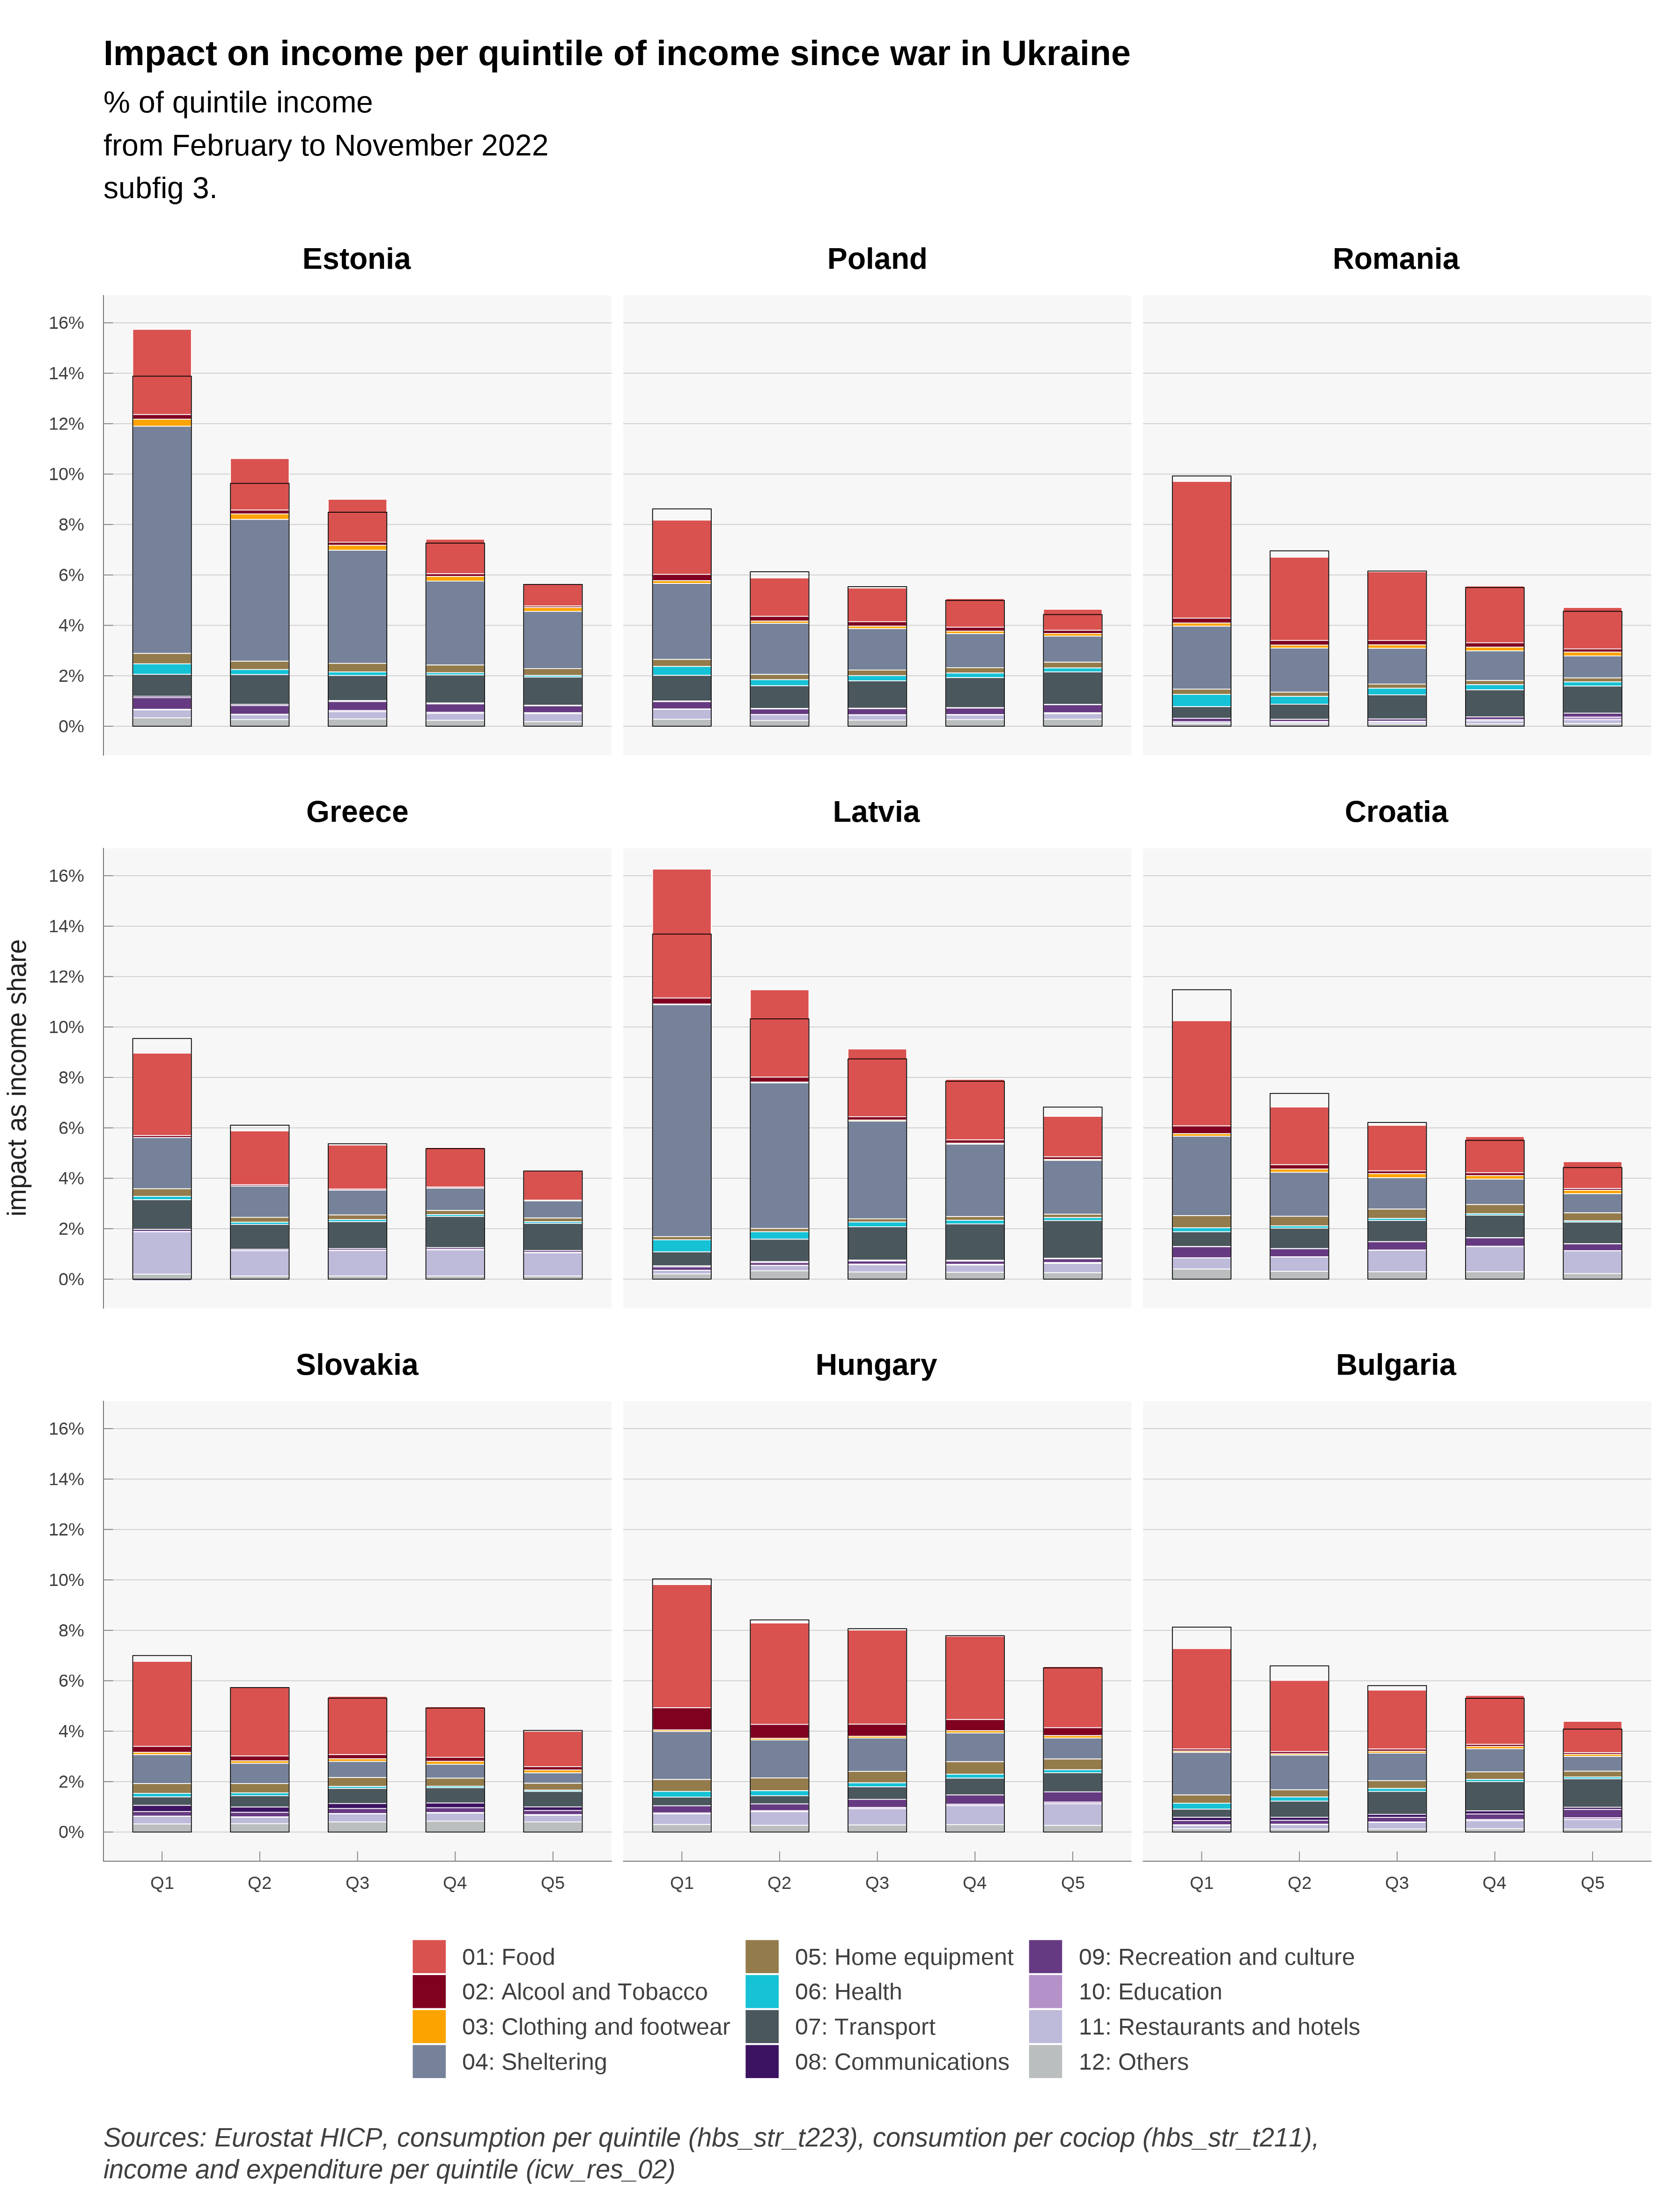 Impact on income per quintile of income since war in Ukraine
% of quintile income
from February to November 2022
subfig 3.
Estonia
Poland
Romania
16%
14%
12%
10%
8%
6%
4%
2%
0%
Greece
Latvia
Croatia
16%
14%
12%
10%
8%
6%
4%
2%
0%
impact as income share
Slovakia
Hungary
Bulgaria
16%
14%
12%
10%
8%
6%
4%
2%
0%
Q1 Q2 Q3 Q4 Q5
Q1 Q2 Q3 Q4 Q5
Q1 Q2 Q3 Q4 Q5
01: Food
02: Alcool and Tobacco
03: Clothing and footwear
04: Sheltering
05: Home equipment
06: Health
07: Transport
08: Communications
09: Recreation and culture
10: Education
11: Restaurants and hotels
12: Others
Sources: Eurostat HICP, consumption per quintile (hbs_str_t223), consumtion per cociop (hbs_str_t211),
income and expenditure per quintile (icw_res_02)